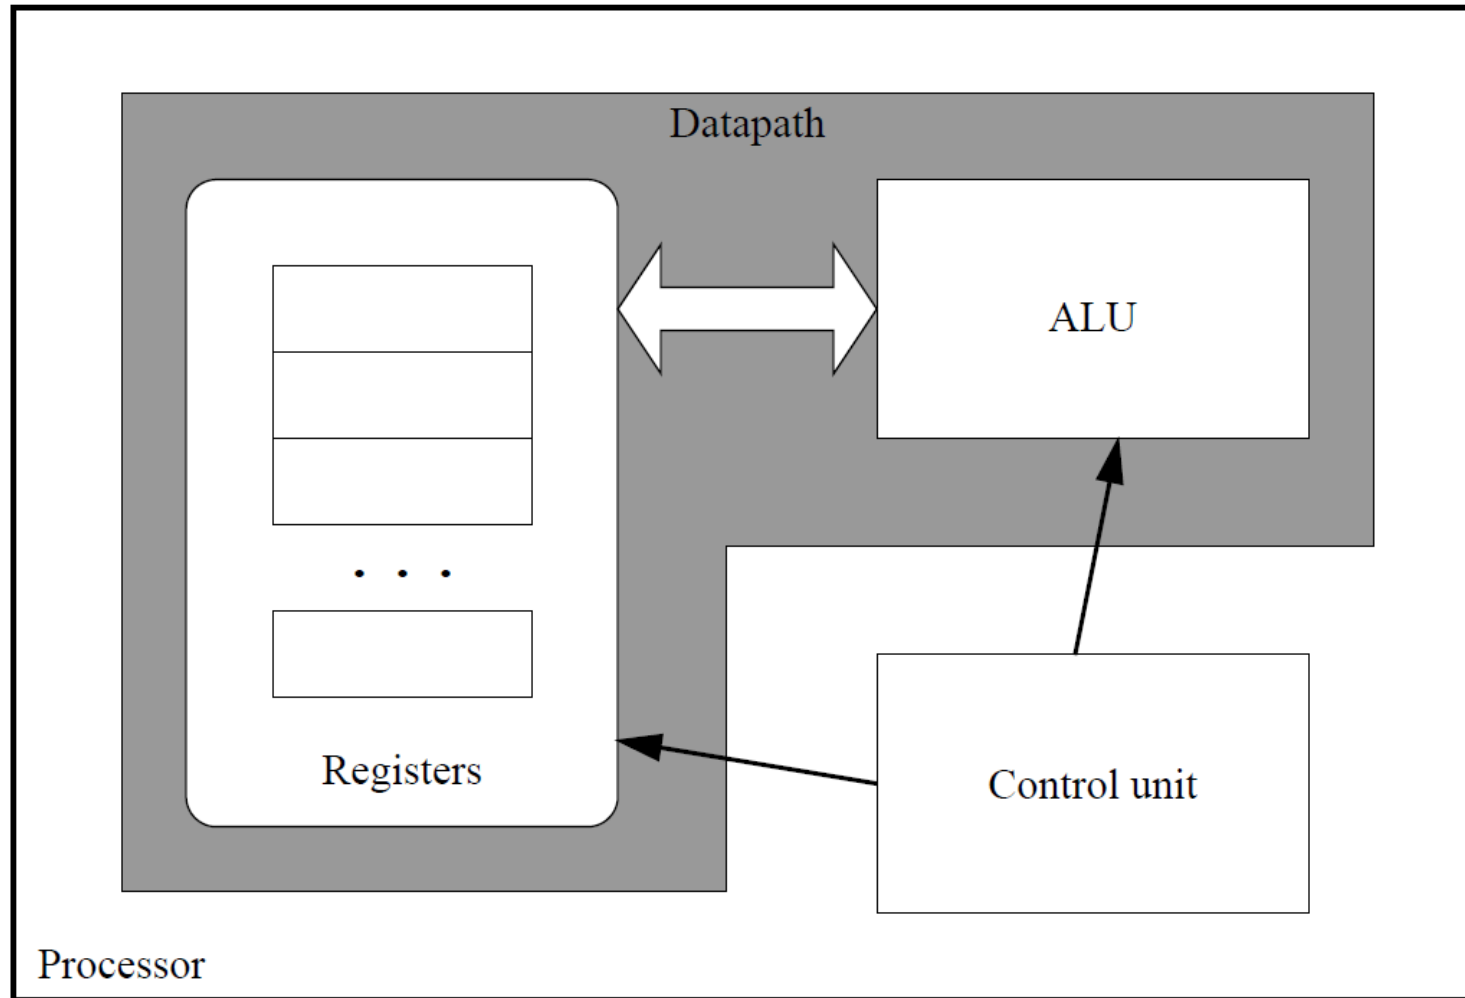 Datapath
ALU
Registers
Control unit
Processor